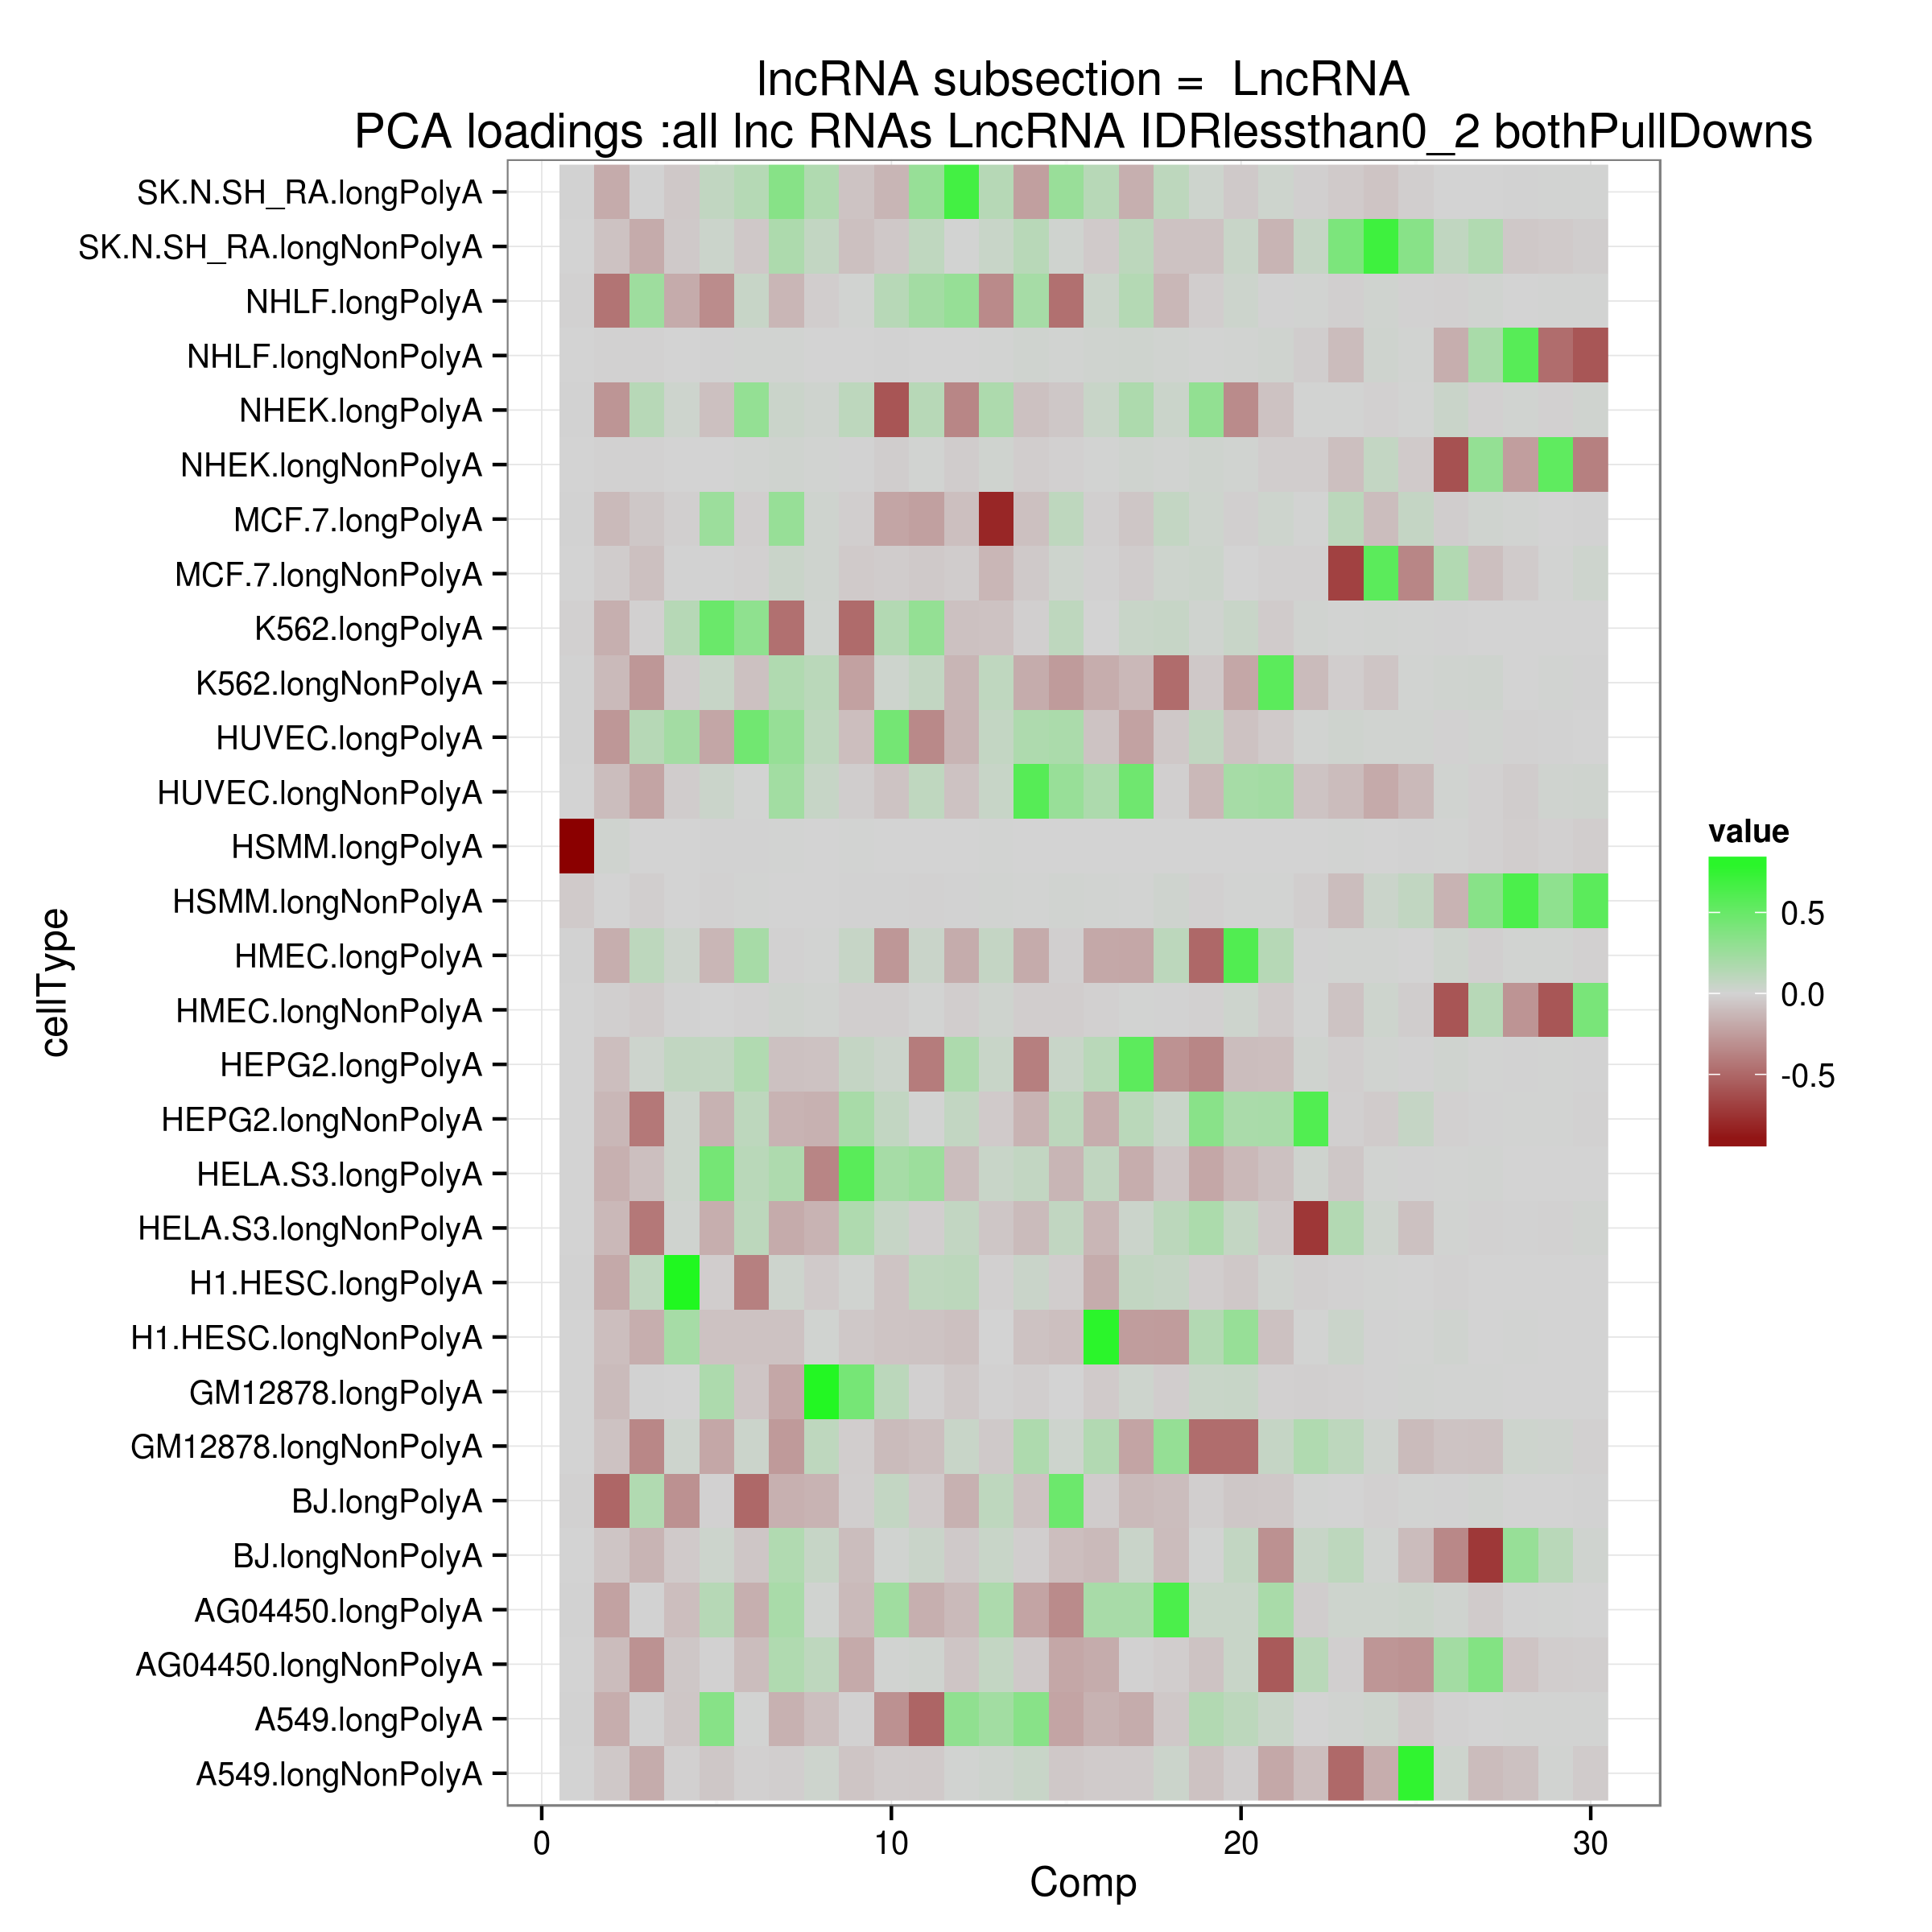 lncRNA subsection =  LncRNA
PCA loadings :all lnc RNAs LncRNA IDRlessthan0_2 bothPullDowns
SK.N.SH_RA.longPolyA
SK.N.SH_RA.longNonPolyA
NHLF.longPolyA
NHLF.longNonPolyA
NHEK.longPolyA
NHEK.longNonPolyA
MCF.7.longPolyA
MCF.7.longNonPolyA
K562.longPolyA
K562.longNonPolyA
HUVEC.longPolyA
HUVEC.longNonPolyA
HSMM.longPolyA
HSMM.longNonPolyA
HMEC.longPolyA
HMEC.longNonPolyA
HEPG2.longPolyA
HEPG2.longNonPolyA
HELA.S3.longPolyA
HELA.S3.longNonPolyA
H1.HESC.longPolyA
H1.HESC.longNonPolyA
GM12878.longPolyA
GM12878.longNonPolyA
BJ.longPolyA
BJ.longNonPolyA
AG04450.longPolyA
AG04450.longNonPolyA
A549.longPolyA
A549.longNonPolyA
cellType
0
10
20
30
Comp
value
0.5
0.0
-0.5